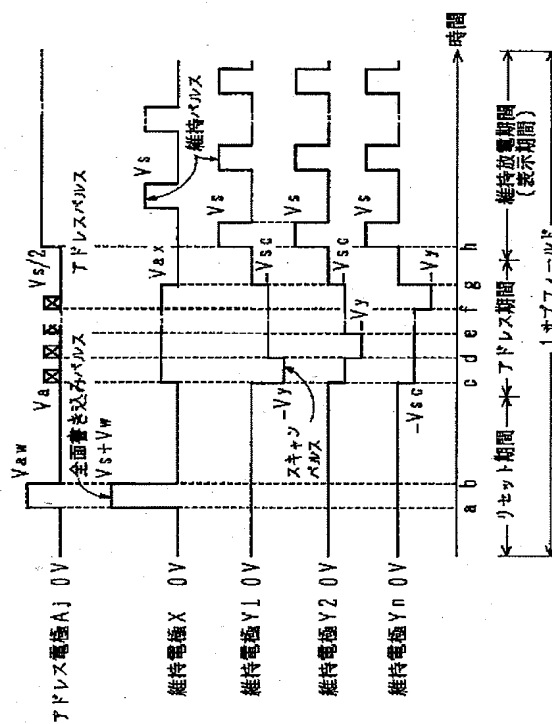 アドレス電極Aj 0V
Vaw
Va
Vs/2
アドレスパルス
全面書き込みパルス
維持電極X 0V
Vs+Vw
Vax
Vs
維持パルス
維持電極Y1 0V
-Vy
-Vsc
Vs
スキャン
パルス
維持電極Y2 0V
-Vy
-Vsc
Vs
維持電極Yn 0V
-Vsc
-Vy
a b c d e f g h 時間
リセット期間
アドレス期間
維持放電期間
(表示期間)
1サブフィールド